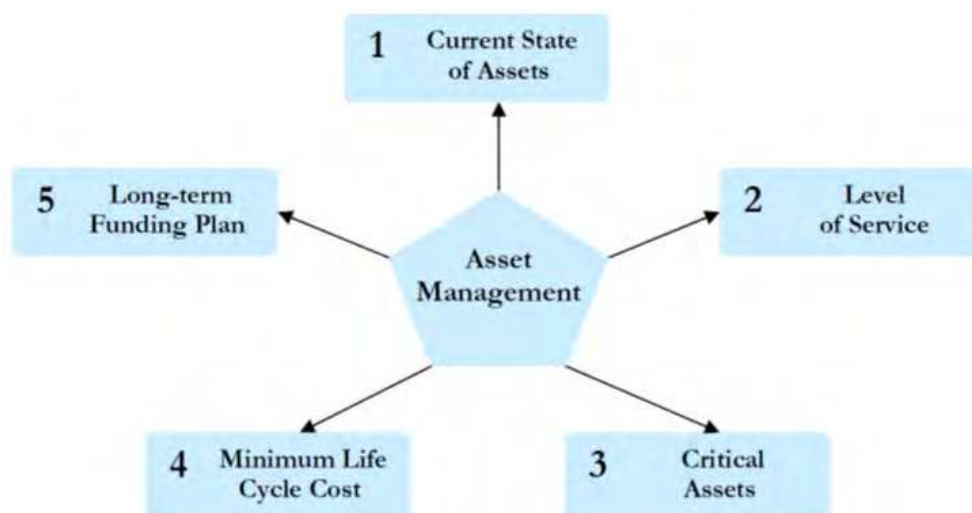 1 Current State
of Assets
5 Long-term
Funding Plan
2 Level
of Service
Asset
Management
4 Minimum Life
Cycle Cost
3 Critical
Assets